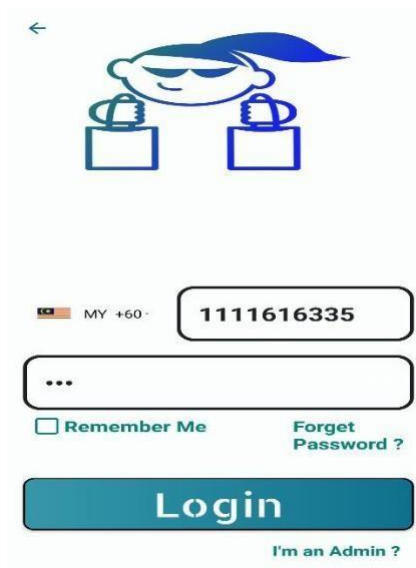 MY +60
1111616335
•••
Remember Me
Forget
Password ?
Login
I'm an Admin ?